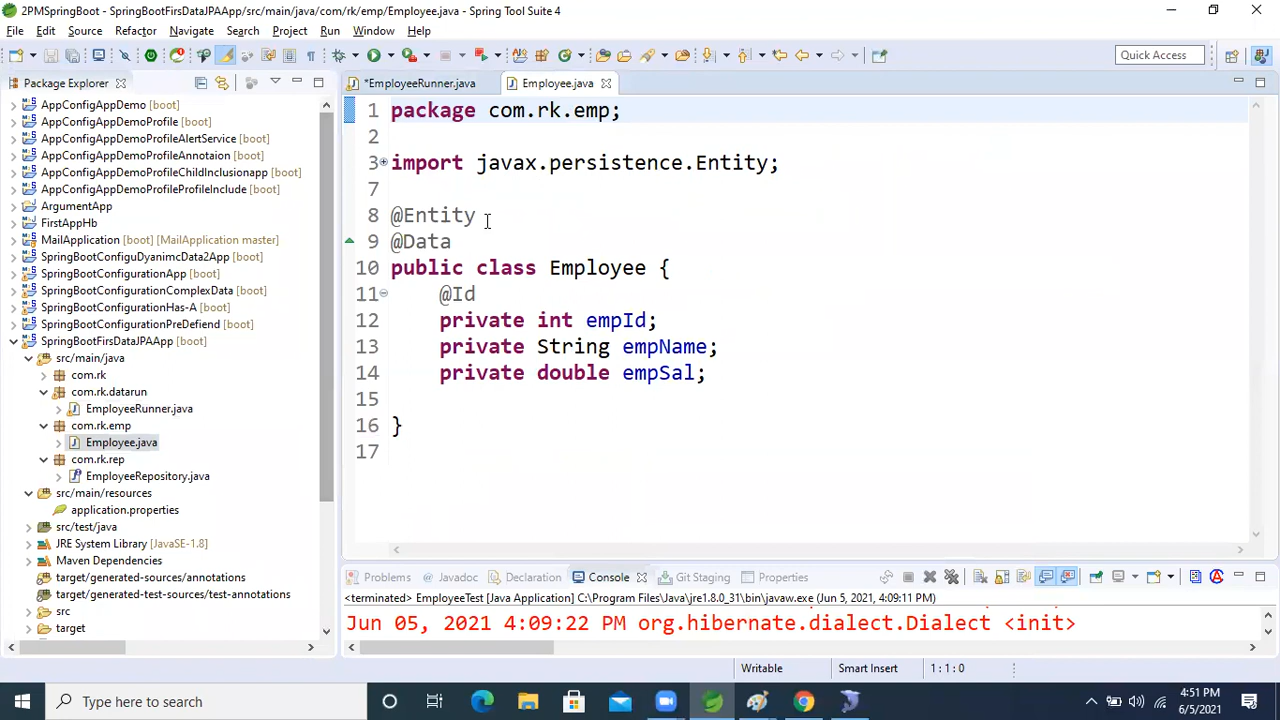 2PMSpringBoot - SpringBootFirsDataJPAApp/src/main/java/com/rk/emp/Employee.java - Spring Tool Suite 4
File Edit Source Refactor Navigate Search Project Run Window Help
Quick Access
Package Explorer
*EmployeeRunner.java
Employee.java
AppConfigAppDemo [boot]
AppConfigAppDemoProfile [boot]
AppConfigAppDemoProfileAlertService [boot]
AppConfigAppDemoProfileAnnotaion [boot]
AppConfigAppDemoProfileChildInclusionapp [boot]
AppConfigAppDemoProfileProfileInclude [boot]
ArgumentApp
FirstAppHb
MailApplication [boot] [MailApplication master]
SpringBootConfiguDyanimcData2App [boot]
SpringBootConfigurationApp [boot]
SpringBootConfigurationComplexData [boot]
SpringBootConfigurationHas-A [boot]
SpringBootConfigurationPreDefiend [boot]
SpringBootFirsDataJPAApp [boot]
src/main/java
com.rk
com.rk.datarun
EmployeeRunner.java
com.rk.emp
Employee.java
com.rk.rep
EmployeeRepository.java
src/main/resources
application.properties
src/test/java
JRE System Library [JavaSE-1.8]
Maven Dependencies
target/generated-sources/annotations
target/generated-test-sources/test-annotations
src
target
1 package com.rk.emp;
2
3 import javax.persistence.Entity;
7
8 @Entity
9 @Data
10 public class Employee {
11 @Id
12 private int empId;
13 private String empName;
14 private double empSal;
15
16 }
17
Problems Javadoc Declaration Console Git Staging Properties
<terminated> EmployeeTest [Java Application] C:\Program Files\Java\jre1.8.0_31\bin\javaw.exe (Jun 5, 2021, 4:09:11 PM)
Jun 05, 2021 4:09:22 PM org.hibernate.dialect.Dialect <init>
Writable Smart Insert 1 : 1 : 0
Type here to search
4:51 PM
6/5/2021